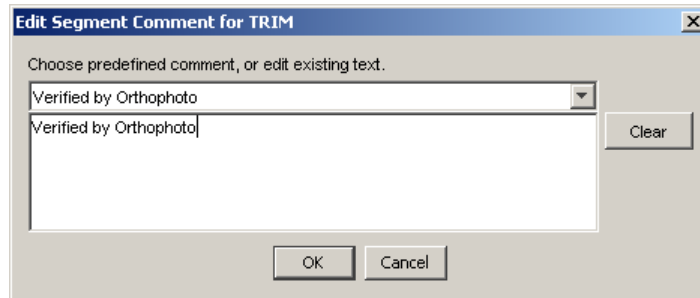 Edit Segment Comment for TRIM
Choose predefined comment, or edit existing text.
Verified by Orthophoto
Verified by Orthophoto
Clear
OK
Cancel